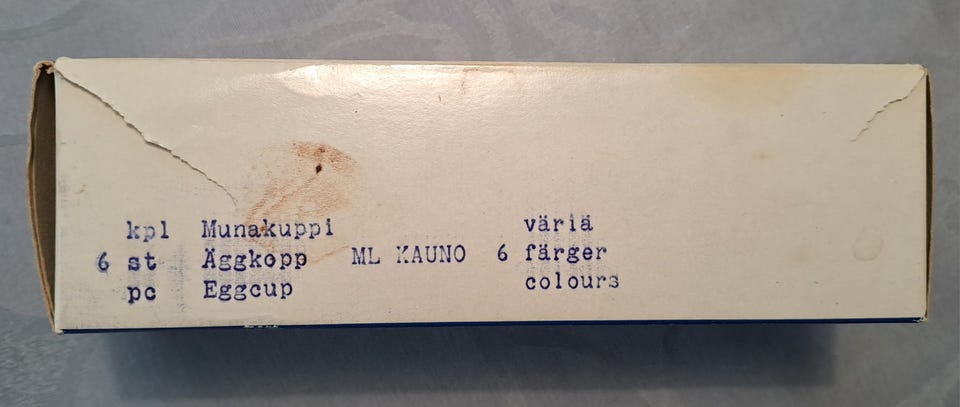 kpl Munakuppi väriä
6 st Äggkopp ML KAUNO 6 färger
pc Eggcup colours